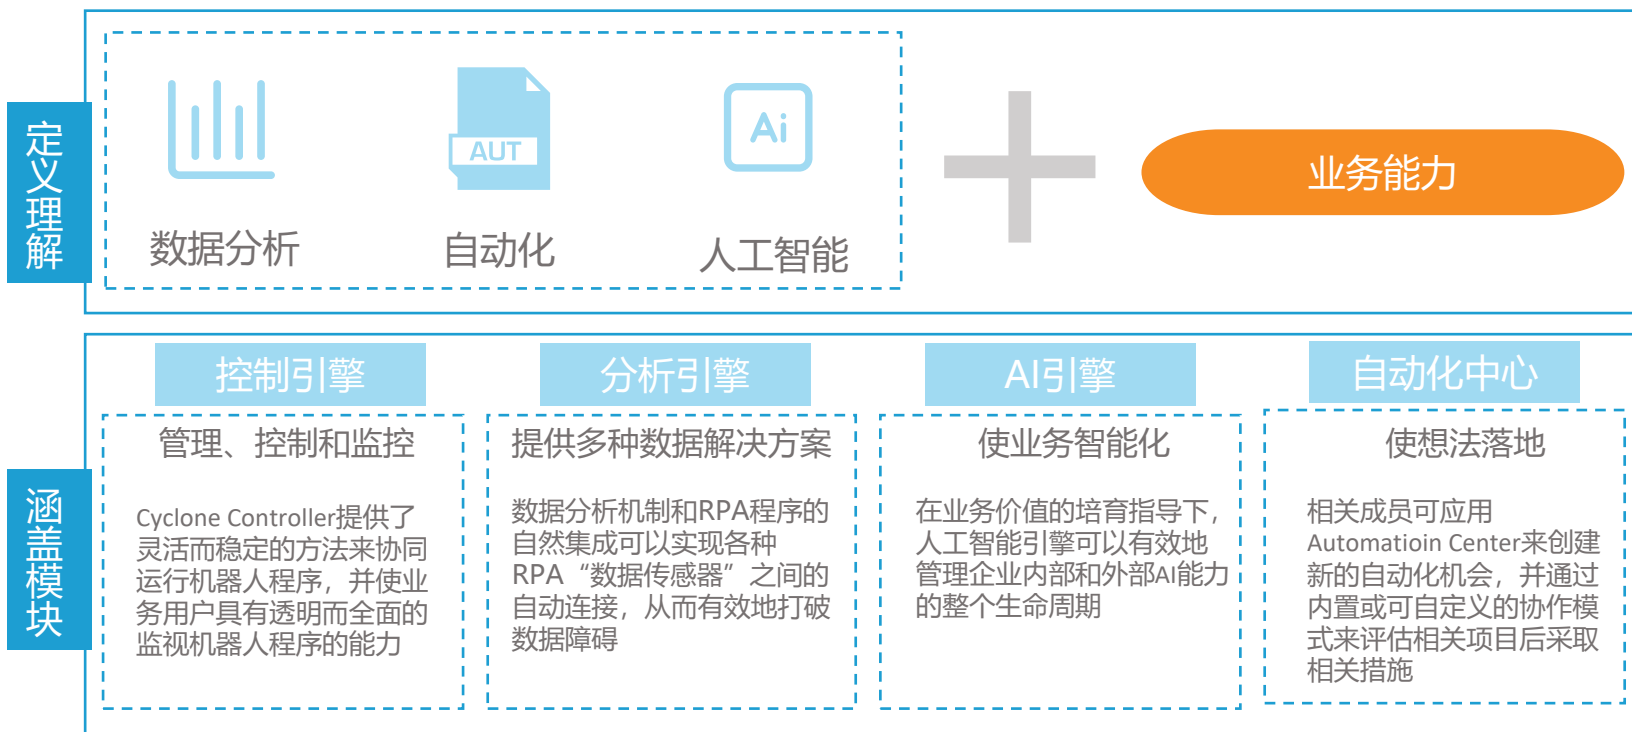 定义理解
AUT
Ai
数据分析
自动化
人工智能
业务能力
涵盖模块
控制引擎
管理、控制和监控
Cyclone Controller提供了
灵活而稳定的方法来协同
运行机器人程序，并使业
务用户具有透明而全面的
监视机器人程序的能力
分析引擎
提供多种数据解决方案
数据分析机制和RPA程序的
自然集成可以实现各种
RPA“数据传感器”之间的
自动连接，从而有效地打破
数据障碍
AI引擎
使业务智能化
在业务价值的培育指导下，
人工智能引擎可以有效地
管理企业内部和外部AI能力
的整个生命周期
自动化中心
使想法落地
相关成员可应用
Automatioin Center来创建
新的自动化机会，并通过
内置或可自定义的协作模
式来评估相关项目后采取
相关措施